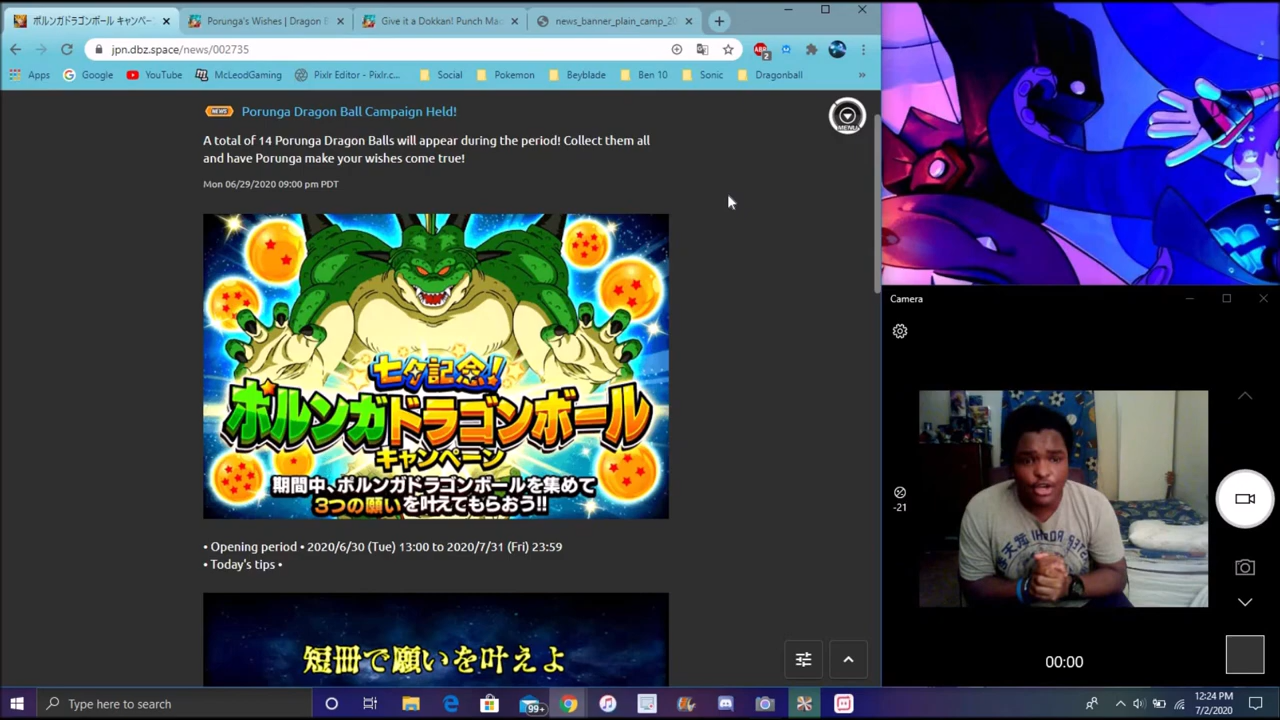 ポルンガドラゴンボール キャンペー
Porunga's Wishes | Dragon B
Give it a Dokkan! Punch Mac
news_banner_plain_camp_20
jpn.dbz.space/news/002735
ABP
2
Apps
Google
YouTube
McLeodGaming
Pixlr Editor - Pixlr.c...
Social
Pokemon
Beyblade
Ben 10
Sonic
Dragonball
»
NEWS
Porunga Dragon Ball Campaign Held!
MENU
A total of 14 Porunga Dragon Balls will appear during the period! Collect them all
and have Porunga make your wishes come true!
Mon 06/29/2020 09:00 pm PDT
七夕記念!
ポルンガドラゴンボール
キャンペーン
期間中、ポルンガドラゴンボールを集めて
3つの願いを叶えてもらおう!!
• Opening period • 2020/6/30 (Tue) 13:00 to 2020/7/31 (Fri) 23:59
• Today's tips •
短冊で願いを叶えよ
Camera
-21
00:00
Type here to search
99+
12:24 PM
7/2/2020